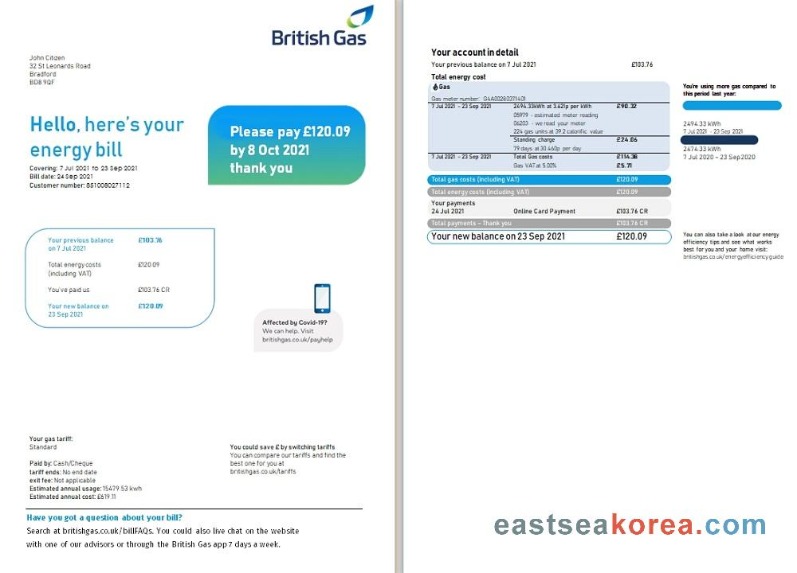 British Gas
John Citizen
32 St Leonards Road
Bradford
BD8 9QF
Hello, here's your
energy bill
Covering: 7 Jul 2021 to 23 Sep 2021
Bill date: 24 Sep 2021
Customer number: 851008027112
Please pay £120.09
by 8 Oct 2021
thank you
Your previous balance £103.76
on 7 Jul 2021
Total energy costs £120.09
(including VAT)
You've paid us £103.76 CR
Your new balance on £120.09
23 Sep 2021
Affected by Covid-19?
We can help. Visit
britishgas.co.uk/payhelp
Your gas tariff:
Standard
Paid by: Cash/Cheque
tariff ends: No end date
exit fee: Not applicable
Estimated annual usage: 15479.53 kwh
Estimated annual cost: £619.11
You could save £ by switching tariffs
You can compare our tariffs and find the
best one for you at
britishgas.co.uk/tariffs
Have you got a question about your bill?
Search at britishgas.co.uk/billFAQs. You could also live chat on the website
with one of our advisors or through the British Gas app 7 days a week.
Your account in detail
Your previous balance on 7 Jul 2021 £103.76
Total energy cost
Gas
Gas meter number:
7 Jul 2021 - 23 Sep 2021 2494.33kWh at 3.621p per kWh £90.32
05979 - estimated meter reading
06203 - we read your meter
224 gas units at 39.2 calorific value
Standing charge £24.06
79 days at 30.460p per day
7 Jul 2021 - 23 Sep 2021 Total Gas costs £114.38
Gas VAT at 5.00% £5.71
Total gas costs (including VAT) £120.09
Total energy costs (including VAT) £120.09
Your payments
24 Jul 2021 Online Card Payment £103.76 CR
Total payments - Thank you £103.76 CR
Your new balance on 23 Sep 2021 £120.09
You're using more gas compared to
this period last year:
2494.33 kWh
7 Jul 2021 - 23 Sep 2021
2474.33 kWh
7 Jul 2020 - 23 Sep 2020
You can also take a look at our energy
efficiency tips and see what works
best for you and your home visit:
britishgas.co.uk/energyefficiencyguide
eastseakorea.com